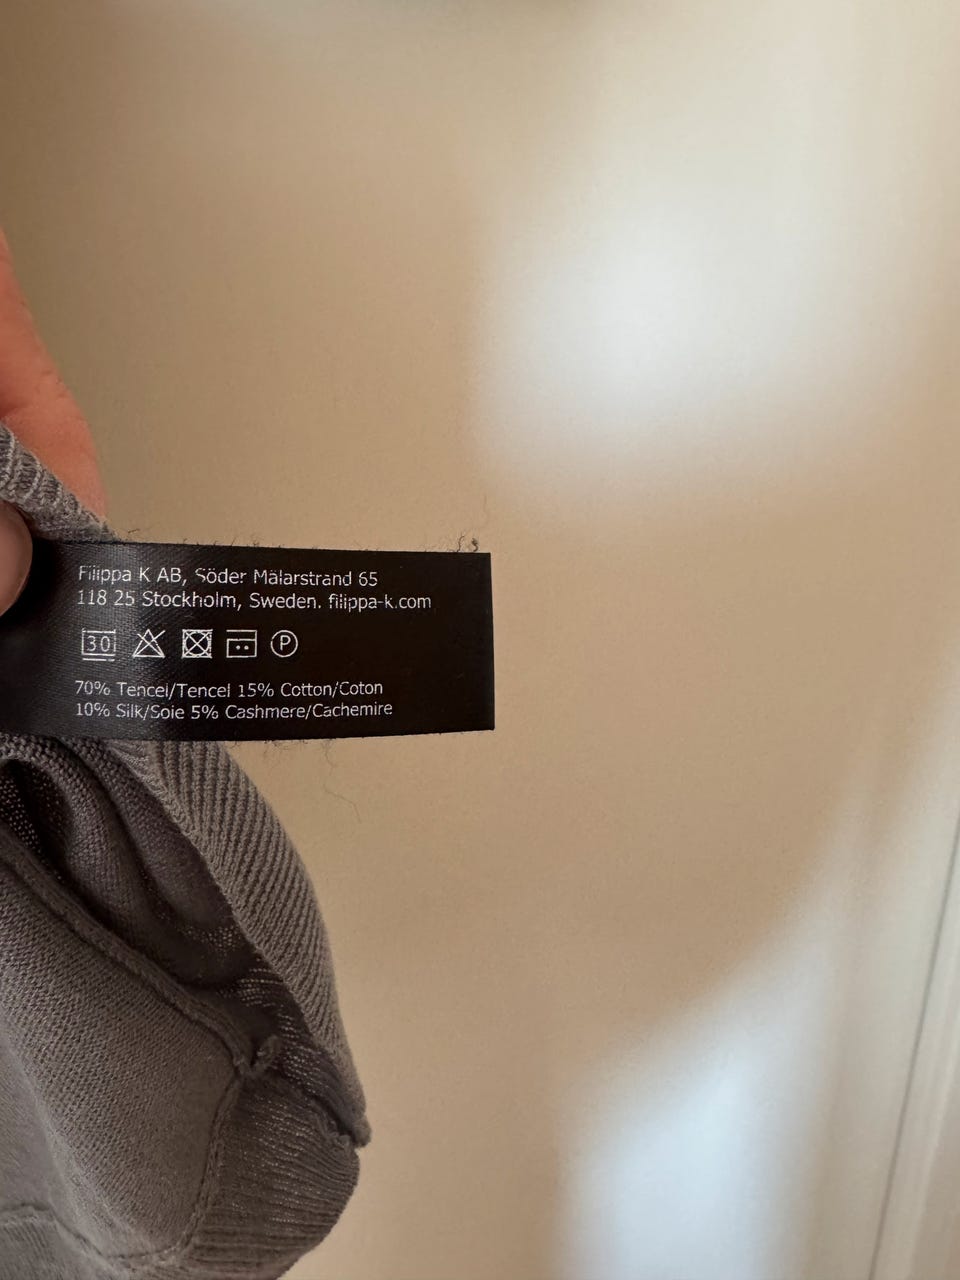 Filippa K AB, Söder Mälarstrand 65
118 25 Stockholm, Sweden. filippa-k.com
30 P
70% Tencel/Tencel 15% Cotton/Coton
10% Silk/Soie 5% Cashmere/Cachemire